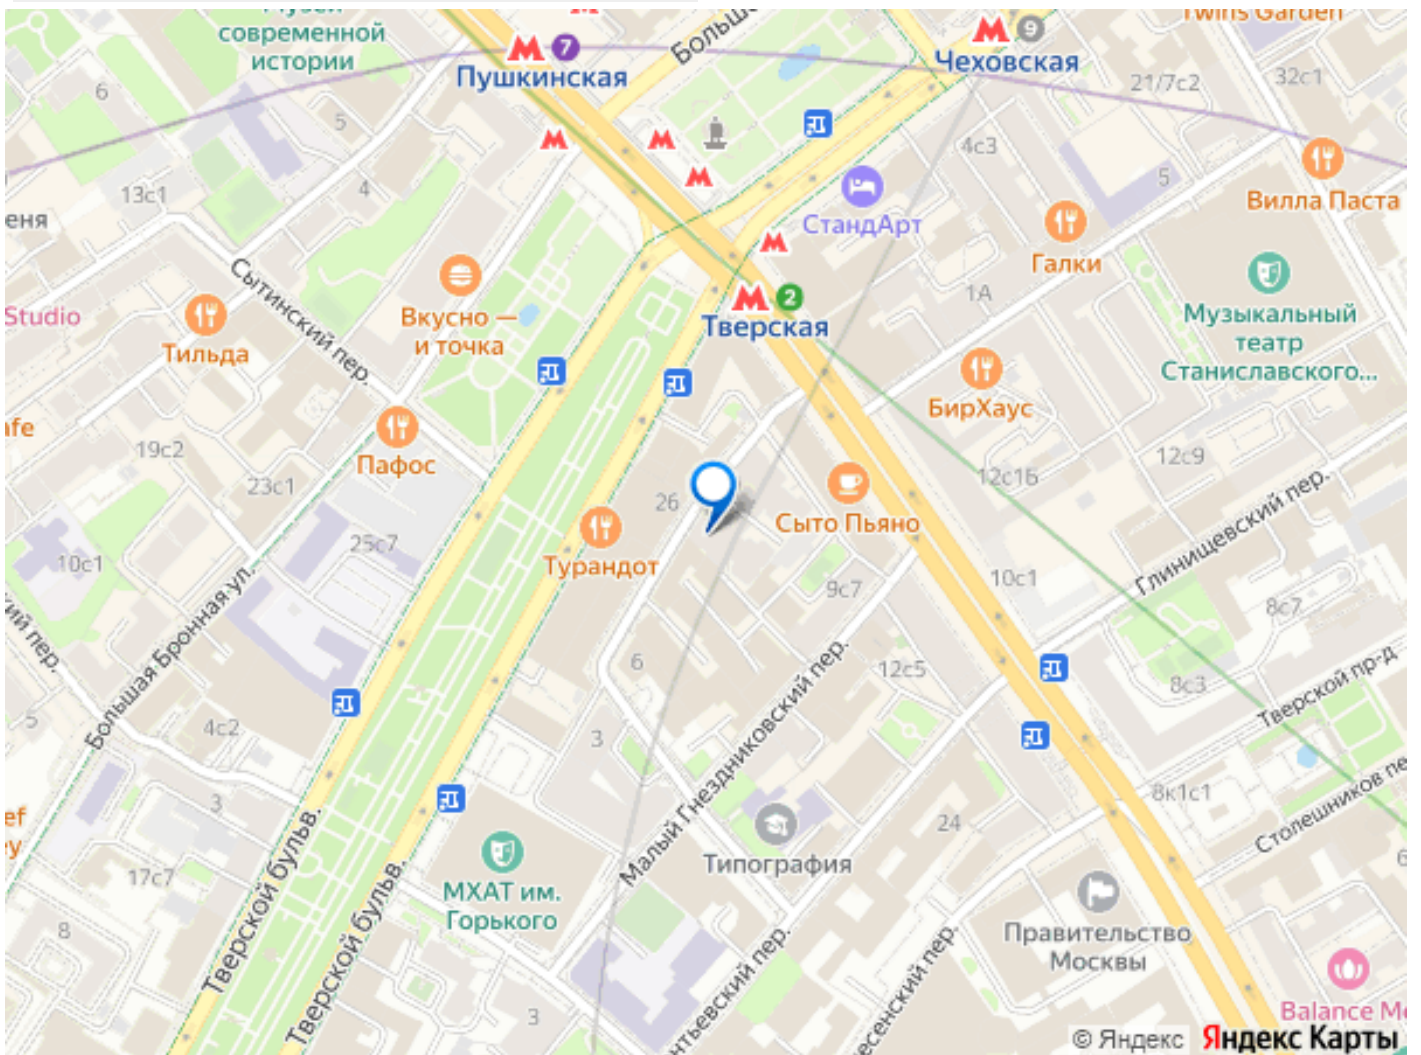 современной
истории
Пушкинская
7
Чеховская
9
Twins Garden
21/7с2
32с1
6
5
4
13с1
4с3
5
Вилла Паста
СтандАрт
Галки
1А
Сытинский пер.
Studio
Тильда
Вкусно —
и точка
2
Тверская
Музыкальный
театр
Станиславского...
БирХаус
Пафос
19с2
23с1
26
Сыто Пьяно
12с16
12с9
Глинищевский пер.
25с7
10с1
Турандот
9с7
10с1
8с7
Большая Бронная ул.
6
12с5
8с3
Тверской пр-д
5
4с2
3
3
Малый Гнездниковский пер.
8к1с1
Столешников пе
24
Типография
17с7
Тверской бульв.
Тверской бульв.
МХАТ им.
Горького
8
Правительство
Москвы
3
Balance
© Яндекс Яндекс Карты